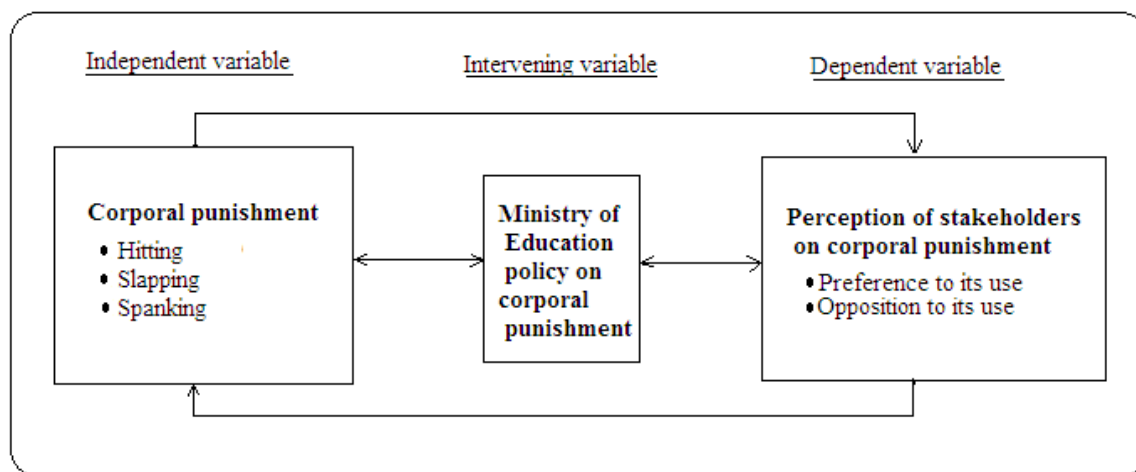 Independent variable
Intervening variable
Dependent variable
Corporal punishment
• Hitting
• Slapping
• Spanking
Ministry of
Education
policy on
corporal
punishment
Perception of stakeholders
on corporal punishment
• Preference to its use
• Opposition to its use